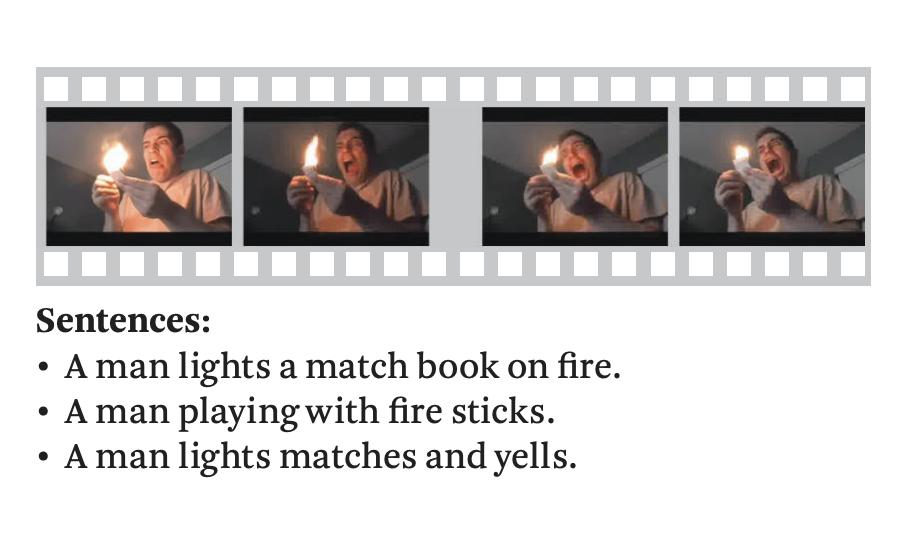 Sentences:
• A man lights a match book on fire.
• A man playing with fire sticks.
• A man lights matches and yells.